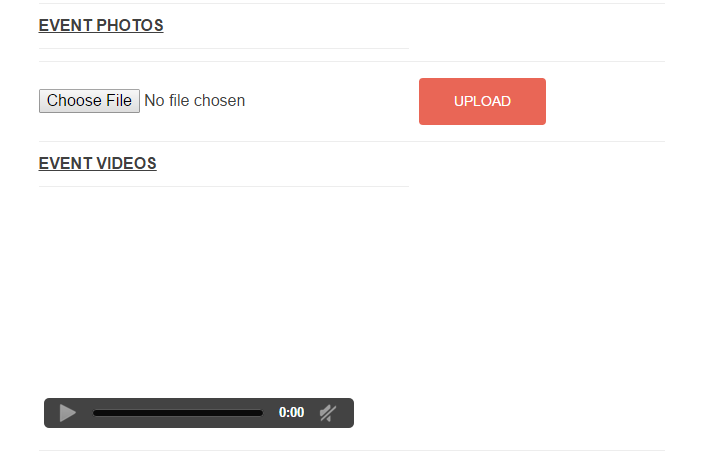 EVENT PHOTOS
Choose File No file chosen UPLOAD
EVENT VIDEOS
0:00